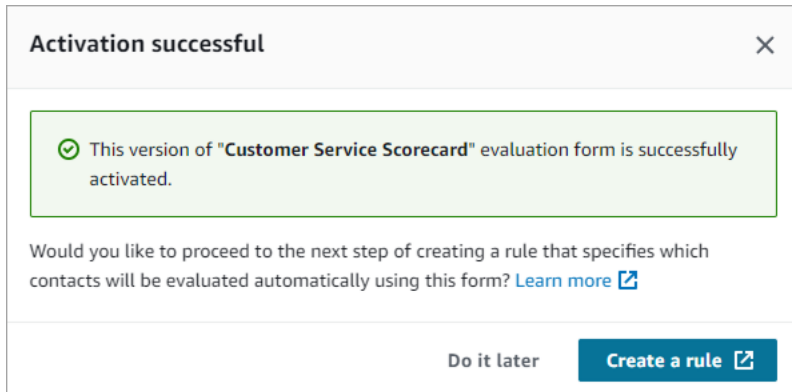 Activation successful
This version of "Customer Service Scorecard" evaluation form is successfully
activated.
Would you like to proceed to the next step of creating a rule that specifies which
contacts will be evaluated automatically using this form? Learn more
Do it later
Create a rule